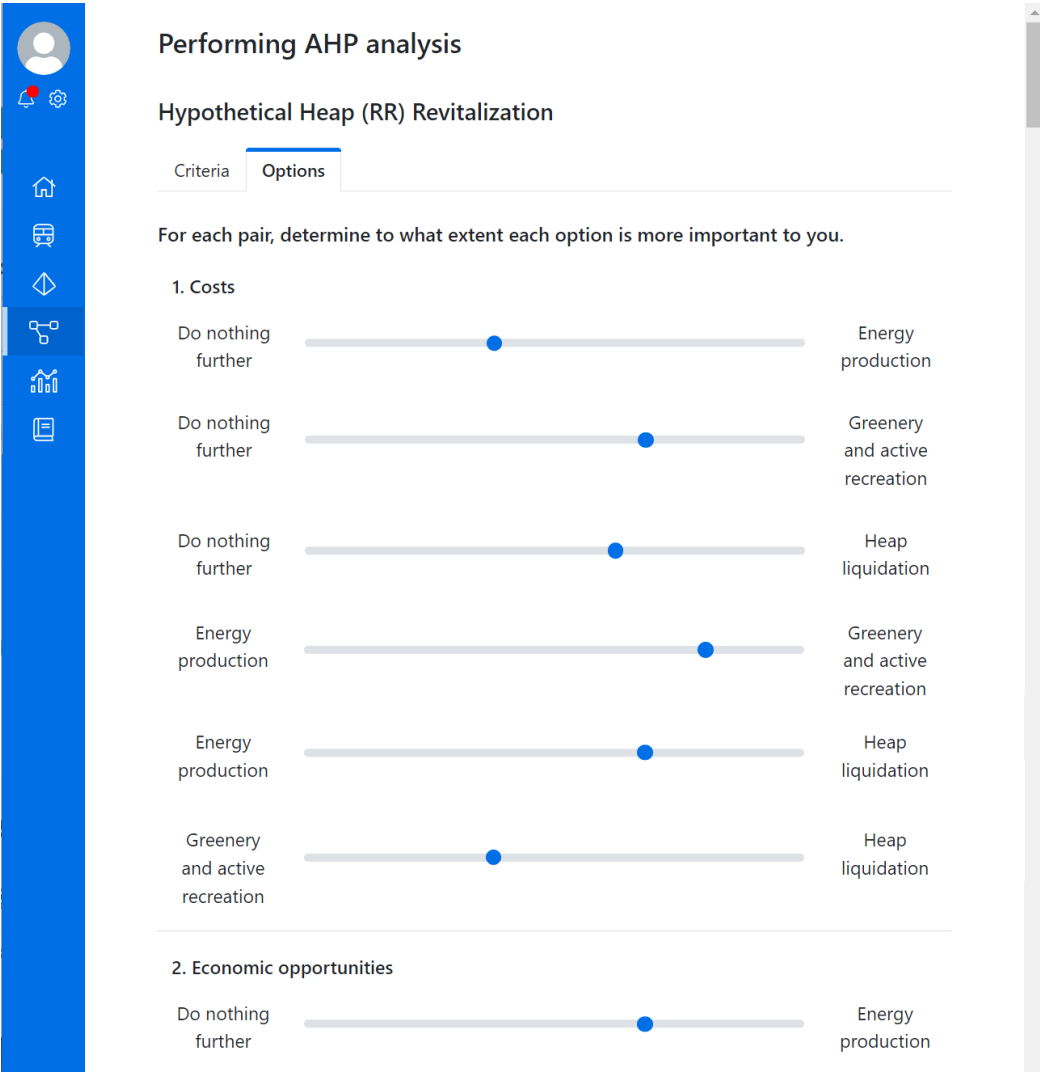 Performing AHP analysis
Hypothetical Heap (RR) Revitalization
Criteria
Options
For each pair, determine to what extent each option is more important to you.
1. Costs
Do nothing
further
Energy
production
Do nothing
further
Greenery
and active
recreation
Do nothing
further
Heap
liquidation
Energy
production
Greenery
and active
recreation
Energy
production
Heap
liquidation
Greenery
and active
recreation
Heap
liquidation
2. Economic opportunities
Do nothing
further
Energy
production